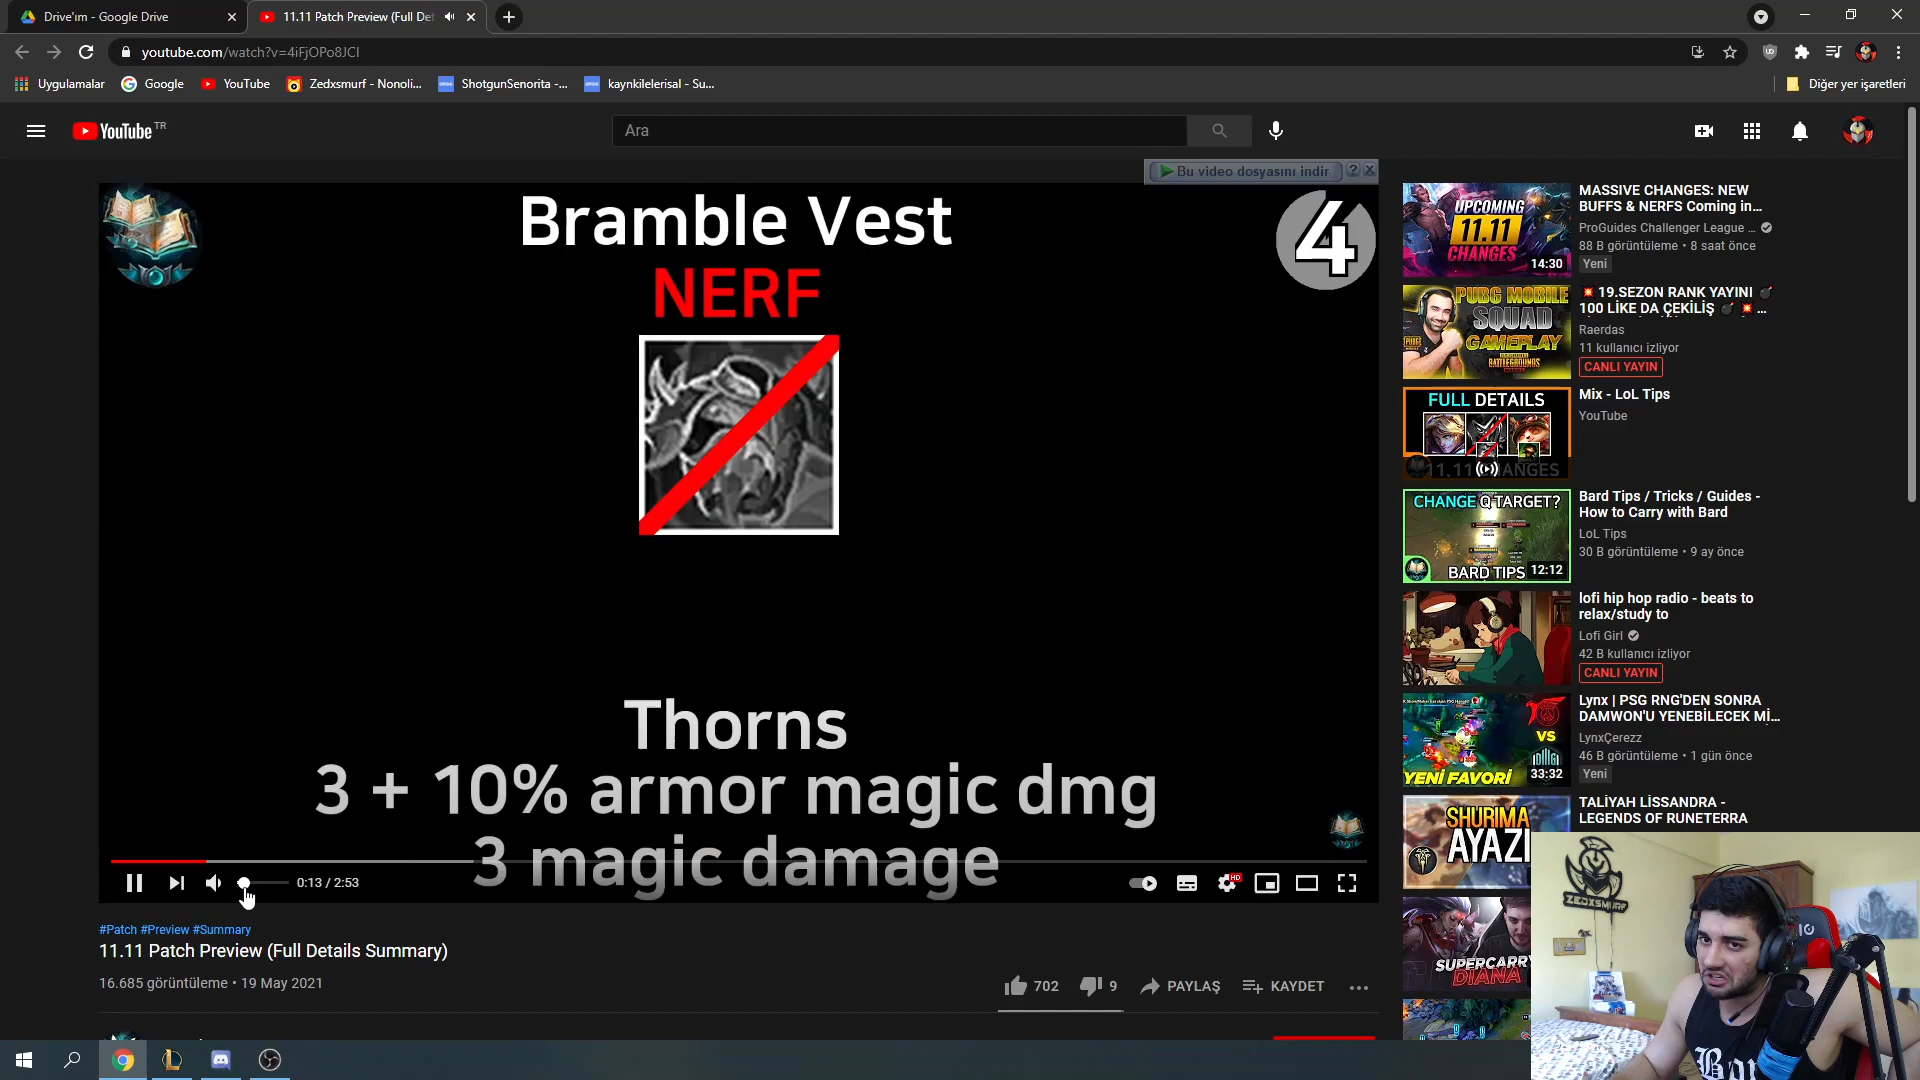 Drive'ım - Google Drive
11.11 Patch Preview (Full Det
youtube.com/watch?v=4iFjOPo8JCI
Uygulamalar
Google
YouTube
Zedxsmurf - Nonoli...
ShotgunSenorita -...
kaynkilelerisal - Su...
Diğer yer işaretleri
YouTube TR
Ara
Bu video dosyasını indir
Bramble Vest
NERF
4
Thorns
3 + 10% armor magic dmg
3 magic damage
0:13 / 2:53
HD
#Patch #Preview #Summary
11.11 Patch Preview (Full Details Summary)
16.685 görüntüleme • 19 May 2021
702
9
PAYLAŞ
KAYDET
UPCOMING
11.11
CHANGES
14:30
MASSIVE CHANGES: NEW
BUFFS & NERFS Coming in...
ProGuides Challenger League ...
88 B görüntüleme • 8 saat önce
Yeni
PUBG MOBILE
SQUAD
GAMEPLAY
BATTLEGROUNDS
19.SEZON RANK YAYINI
100 LİKE DA ÇEKİLİŞ ...
Raerdas
11 kullanıcı izliyor
CANLI YAYIN
FULL DETAILS
11.11 CHANGES
Mix - LoL Tips
YouTube
CHANGE Q TARGET?
BARD TIPS
12:12
Bard Tips / Tricks / Guides -
How to Carry with Bard
LoL Tips
30 B görüntüleme • 9 ay önce
lofi hip hop radio - beats to
relax/study to
Lofi Girl
42 B kullanıcı izliyor
CANLI YAYIN
VS
YENİ FAVORİ
33:32
Lynx | PSG RNG'DEN SONRA
DAMWON'U YENEBİLECEK Mİ...
LynxÇerezz
46 B görüntüleme • 1 gün önce
Yeni
SHURIMA
AYAZI
TALİYAH LİSSANDRA -
LEGENDS OF RUNETERRA
SUPERCARRY
DIANA
ZEDXSMURF